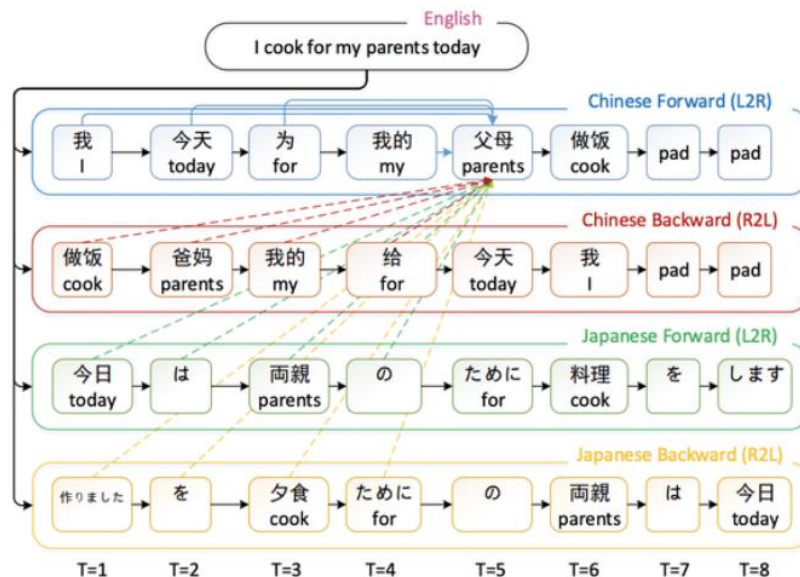 English
I cook for my parents today
Chinese Forward (L2R)
我 今天 为 我的 父母 做饭 pad pad
I today for my parents cook
Chinese Backward (R2L)
做饭 爸妈 我的 给 今天 我 pad pad
cook parents my for today I
Japanese Forward (L2R)
今日 は 両親 の ために 料理 を します
today parents for cook
Japanese Backward (R2L)
作りました を 夕食 ために の 両親 は 今日
cook for parents today
T=1 T=2 T=3 T=4 T=5 T=6 T=7 T=8